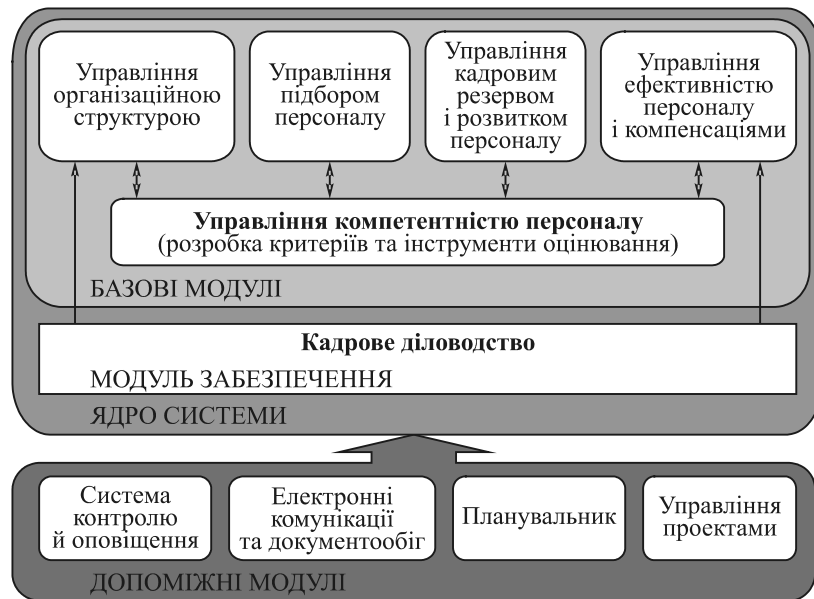 Управління
організаційною
структурою
Управління
підбором
персоналу
Управління
кадровим
резервом
і розвитком
персоналу
Управління
ефективністю
персоналу
і компенсаціями
Управління компетентністю персоналу
(розробка критеріїв та інструменти оцінювання)
БАЗОВІ МОДУЛІ
Кадрове діловодство
МОДУЛЬ ЗАБЕЗПЕЧЕННЯ
ЯДРО СИСТЕМИ
Система
контролю
й оповіщення
Електронні
комунікації
та документообіг
Планувальник
Управління
проектами
ДОПОМІЖНІ МОДУЛІ